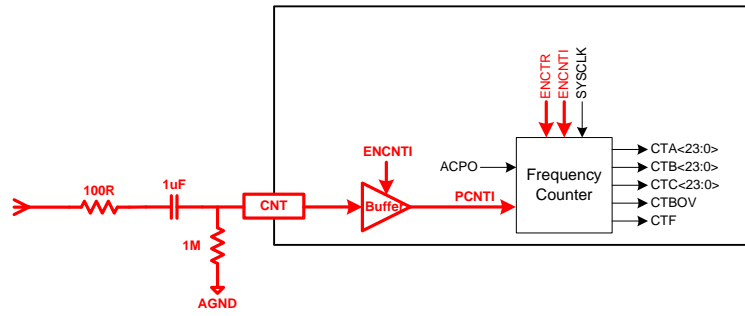 ENCTR
ENCNTI
SYSCLK
ENCNTI
ACPO
CTA<23:0>
Frequency
Counter
CTB<23:0>
100R
1uF
CTC<23:0>
CNT
Buffer
PCNTI
CTBOV
CTF
1M
AGND